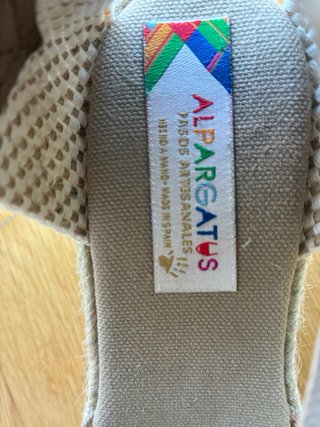 ALPARGATUS
PASOS ARTESANALES
HECHO A MANO - MADE IN SPAIN